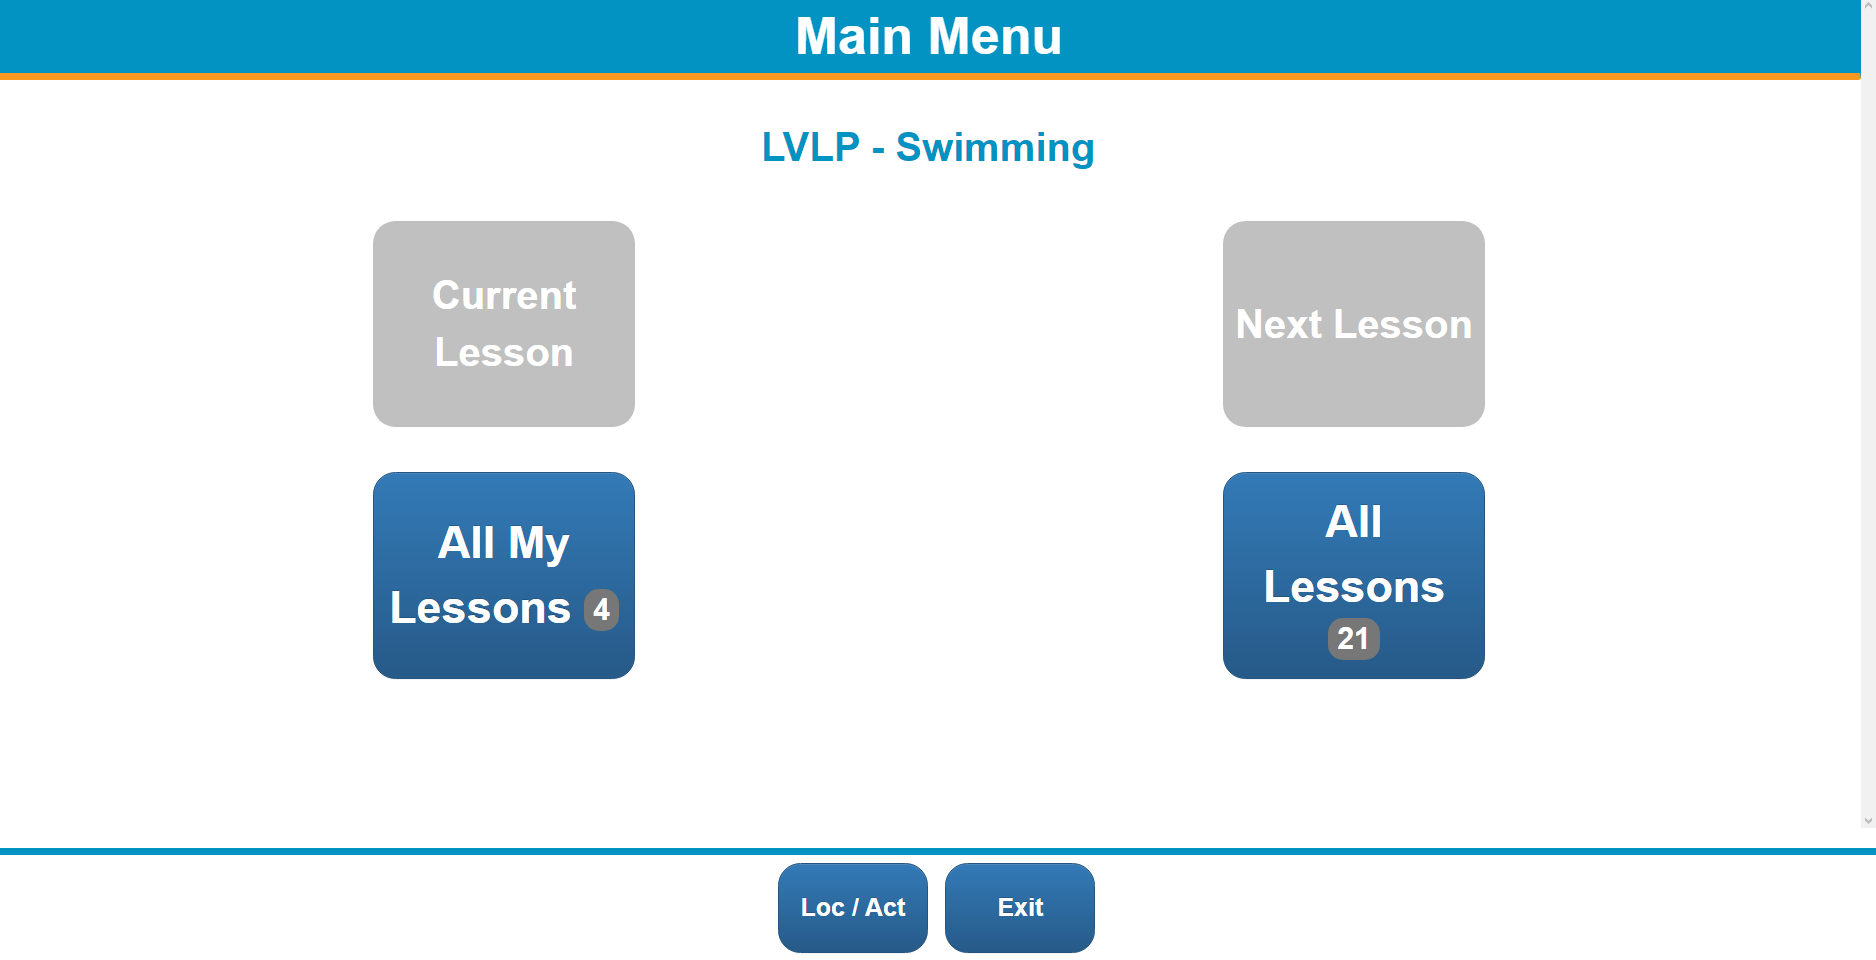 Main Menu
LVLP - Swimming
Current
Lesson
Next Lesson
All My
Lessons 4
All
Lessons
21
Loc / Act
Exit